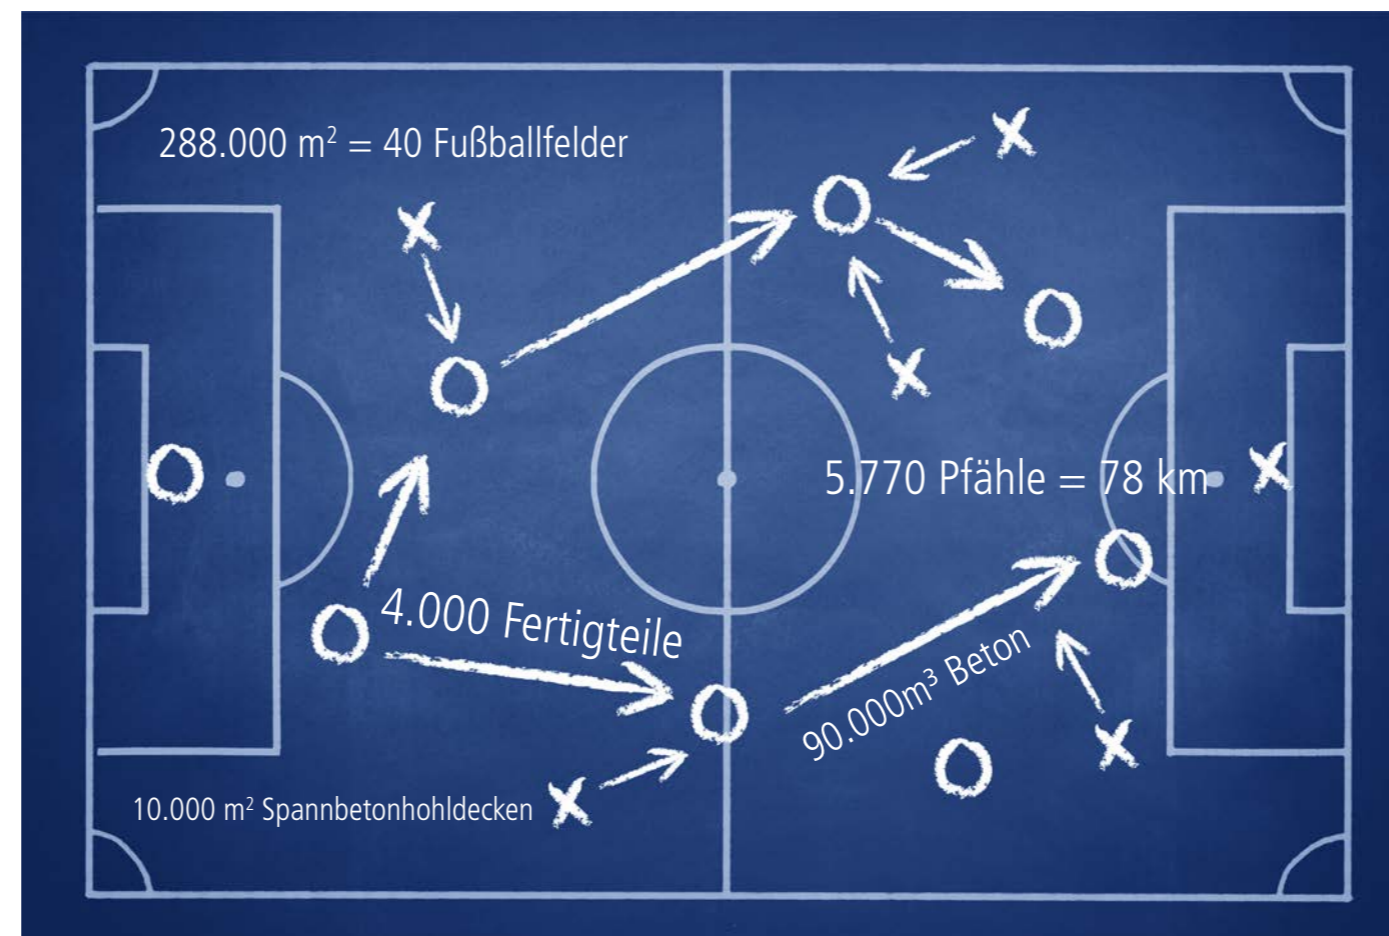 288.000 m² = 40 Fußballfelder
5.770 Pfähle = 78 km
4.000 Fertigteile
90.000m³ Beton
10.000 m² Spannbetonhohldecken